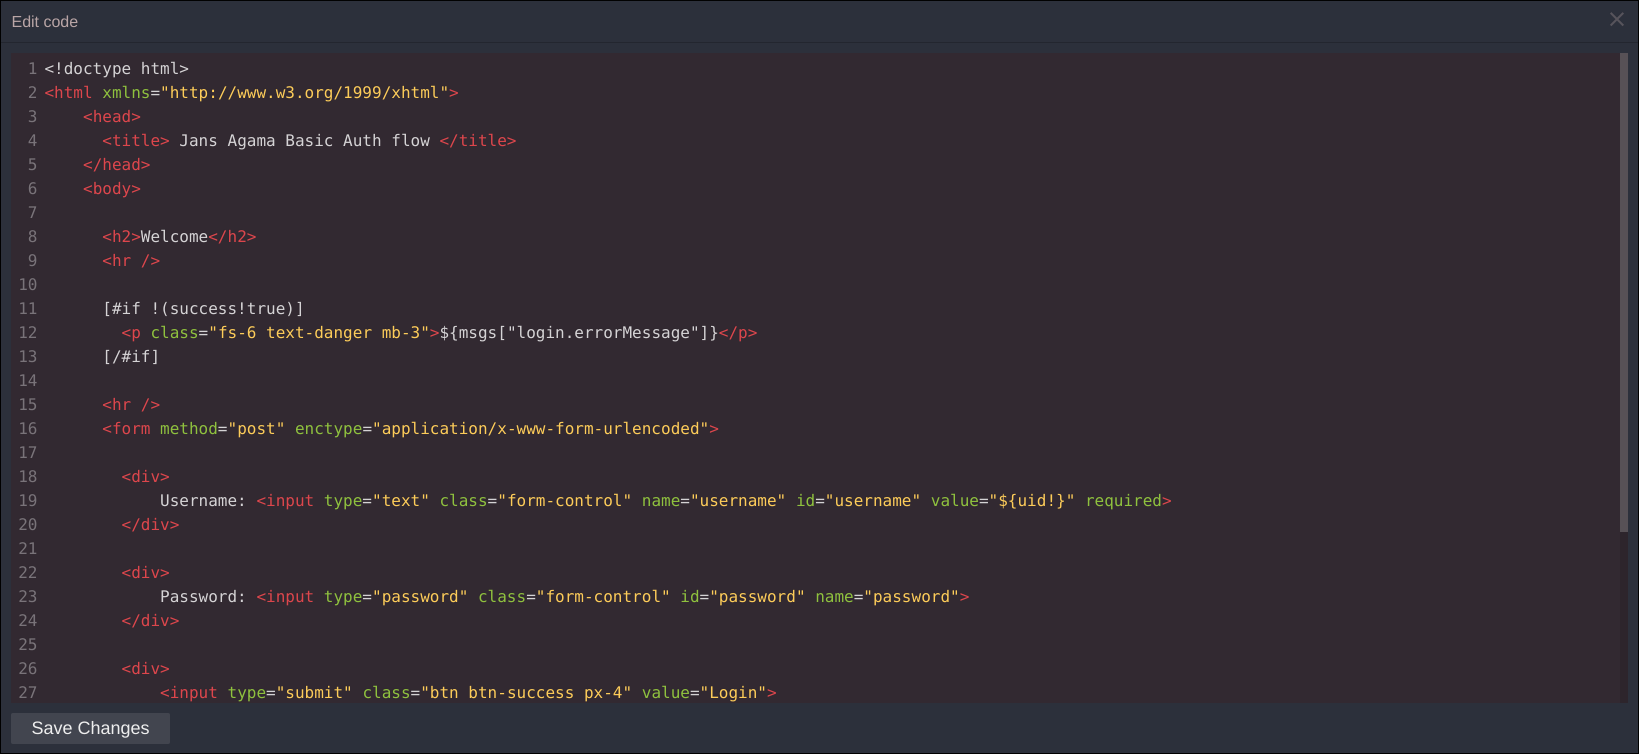 Edit code
1 <!doctype html>
2 <html xmlns="http://www.w3.org/1999/xhtml">
3 <head>
4 <title> Jans Agama Basic Auth flow </title>
5 </head>
6 <body>
7
8 <h2>Welcome</h2>
9 <hr />
10
11 [#if !(success!true)]
12 <p class="fs-6 text-danger mb-3">${msgs["login.errorMessage"]}</p>
13 [/#if]
14
15 <hr />
16 <form method="post" enctype="application/x-www-form-urlencoded">
17
18 <div>
19 Username: <input type="text" class="form-control" name="username" id="username" value="${uid!}" required>
20 </div>
21
22 <div>
23 Password: <input type="password" class="form-control" id="password" name="password">
24 </div>
25
26 <div>
27 <input type="submit" class="btn btn-success px-4" value="Login">
Save Changes